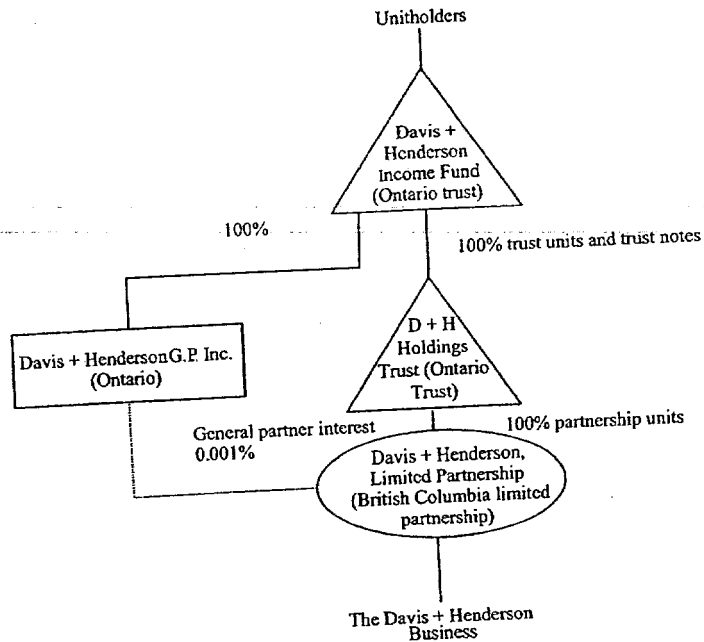 Unitholders
Davis +
Henderson
Income Fund
(Ontario trust)
100%
100% trust units and trust notes
Davis + Henderson G.P. Inc.
(Ontario)
D + H
Holdings
Trust (Ontario
Trust)
General partner interest
0.001%
100% partnership units
Davis + Henderson,
Limited Partnership
(British Columbia limited
partnership)
The Davis + Henderson
Business